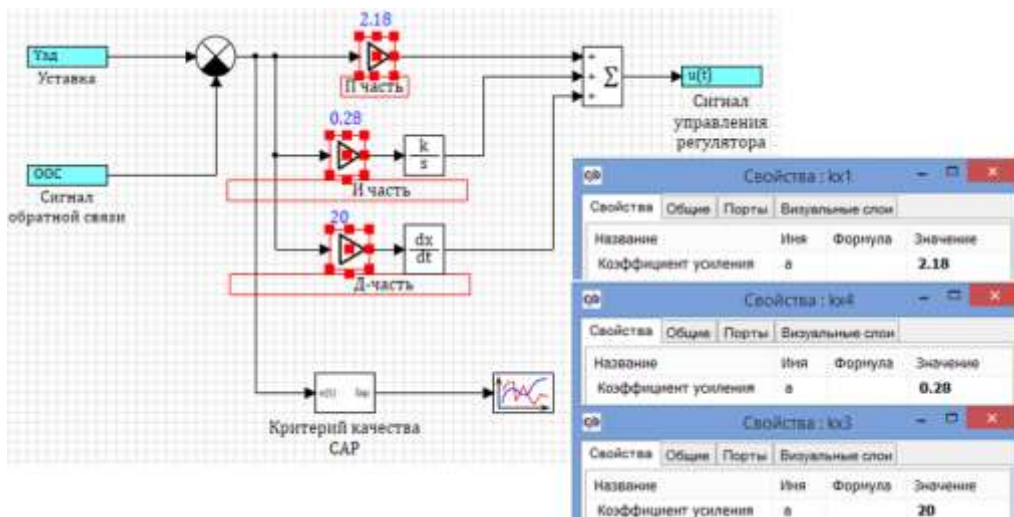 2.18
Yзд
Уставка
П часть
Σ
u(t)
Сигнал
управления
регулятора
0.28
k
s
И часть
ООС
Сигнал
обратной связи
20
dx
dt
Д-часть
Критерий качества
САР
Свойства : kx1
Свойства Общие Порты Визуальные слои
Название Имя Формула Значение
Коэффициент усиления a 2.18
Свойства : kx4
Свойства Общие Порты Визуальные слои
Название Имя Формула Значение
Коэффициент усиления a 0.28
Свойства : kx3
Свойства Общие Порты Визуальные слои
Название Имя Формула Значение
Коэффициент усиления a 20